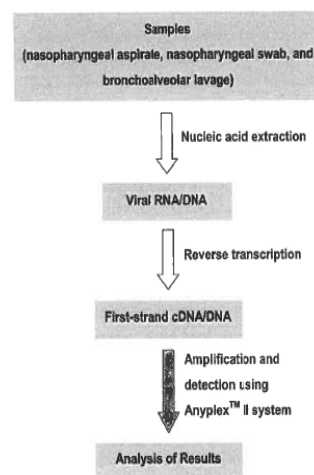 Samples
(nasopharyngeal aspirate, nasopharyngeal swab, and
bronchoalveolar lavage)
Nucleic acid extraction
Viral RNA/DNA
Reverse transcription
First-strand cDNA/DNA
Amplification and
detection using
Anyplex™ II system
Analysis of Results